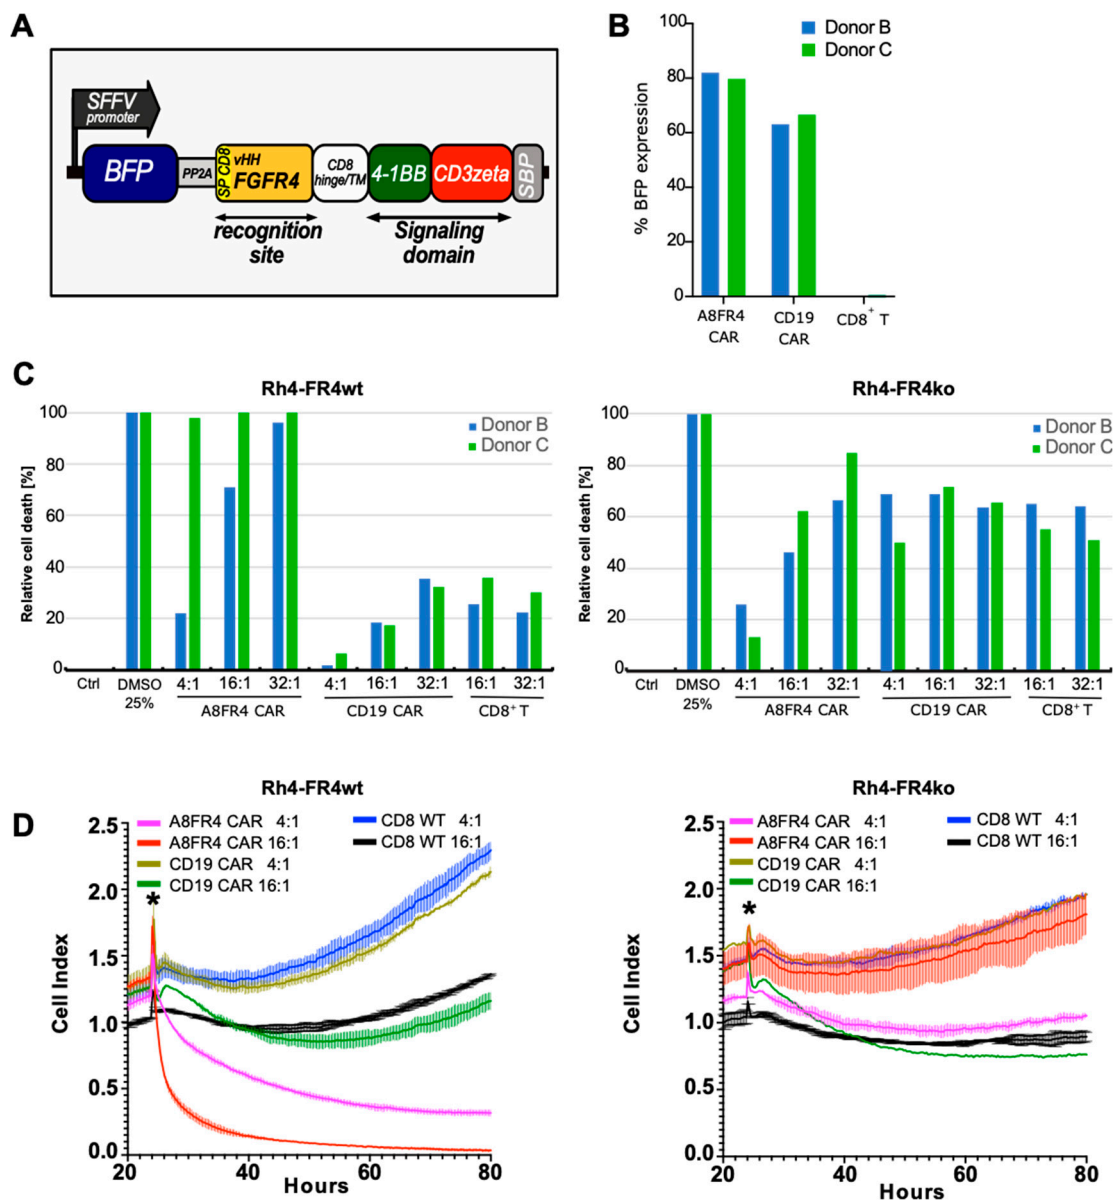 A
SFFV
promoter
BFP
PP2A
SP CD8
vHH
FGFR4
CD8
hinge/TM
4-1BB
CD3zeta
SBP
recognition
site
Signaling
domain
B
Donor B
Donor C
% BFP expression
100
80
60
40
20
0
A8FR4
CAR
CD19
CAR
CD8+ T
C
Rh4-FR4wt
Relative cell death [%]
100
80
60
40
20
0
Donor B
Donor C
Ctrl
DMSO
25%
4:1 16:1 32:1
A8FR4 CAR
4:1 16:1 32:1
CD19 CAR
16:1 32:1
CD8+ T
Rh4-FR4ko
Relative cell death [%]
100
80
60
40
20
0
Donor B
Donor C
Ctrl
DMSO
25%
4:1 16:1 32:1
A8FR4 CAR
4:1 16:1 32:1
CD19 CAR
16:1 32:1
CD8+ T
D
Rh4-FR4wt
A8FR4 CAR 4:1
A8FR4 CAR 16:1
CD19 CAR 4:1
CD19 CAR 16:1
CD8 WT 4:1
CD8 WT 16:1
*
Cell Index
2.5
2.0
1.5
1.0
0.5
0.0
20 40 60 80
Hours
Rh4-FR4ko
A8FR4 CAR 4:1
A8FR4 CAR 16:1
CD19 CAR 4:1
CD19 CAR 16:1
CD8 WT 4:1
CD8 WT 16:1
*
Cell Index
2.5
2.0
1.5
1.0
0.5
0.0
20 40 60 80
Hours